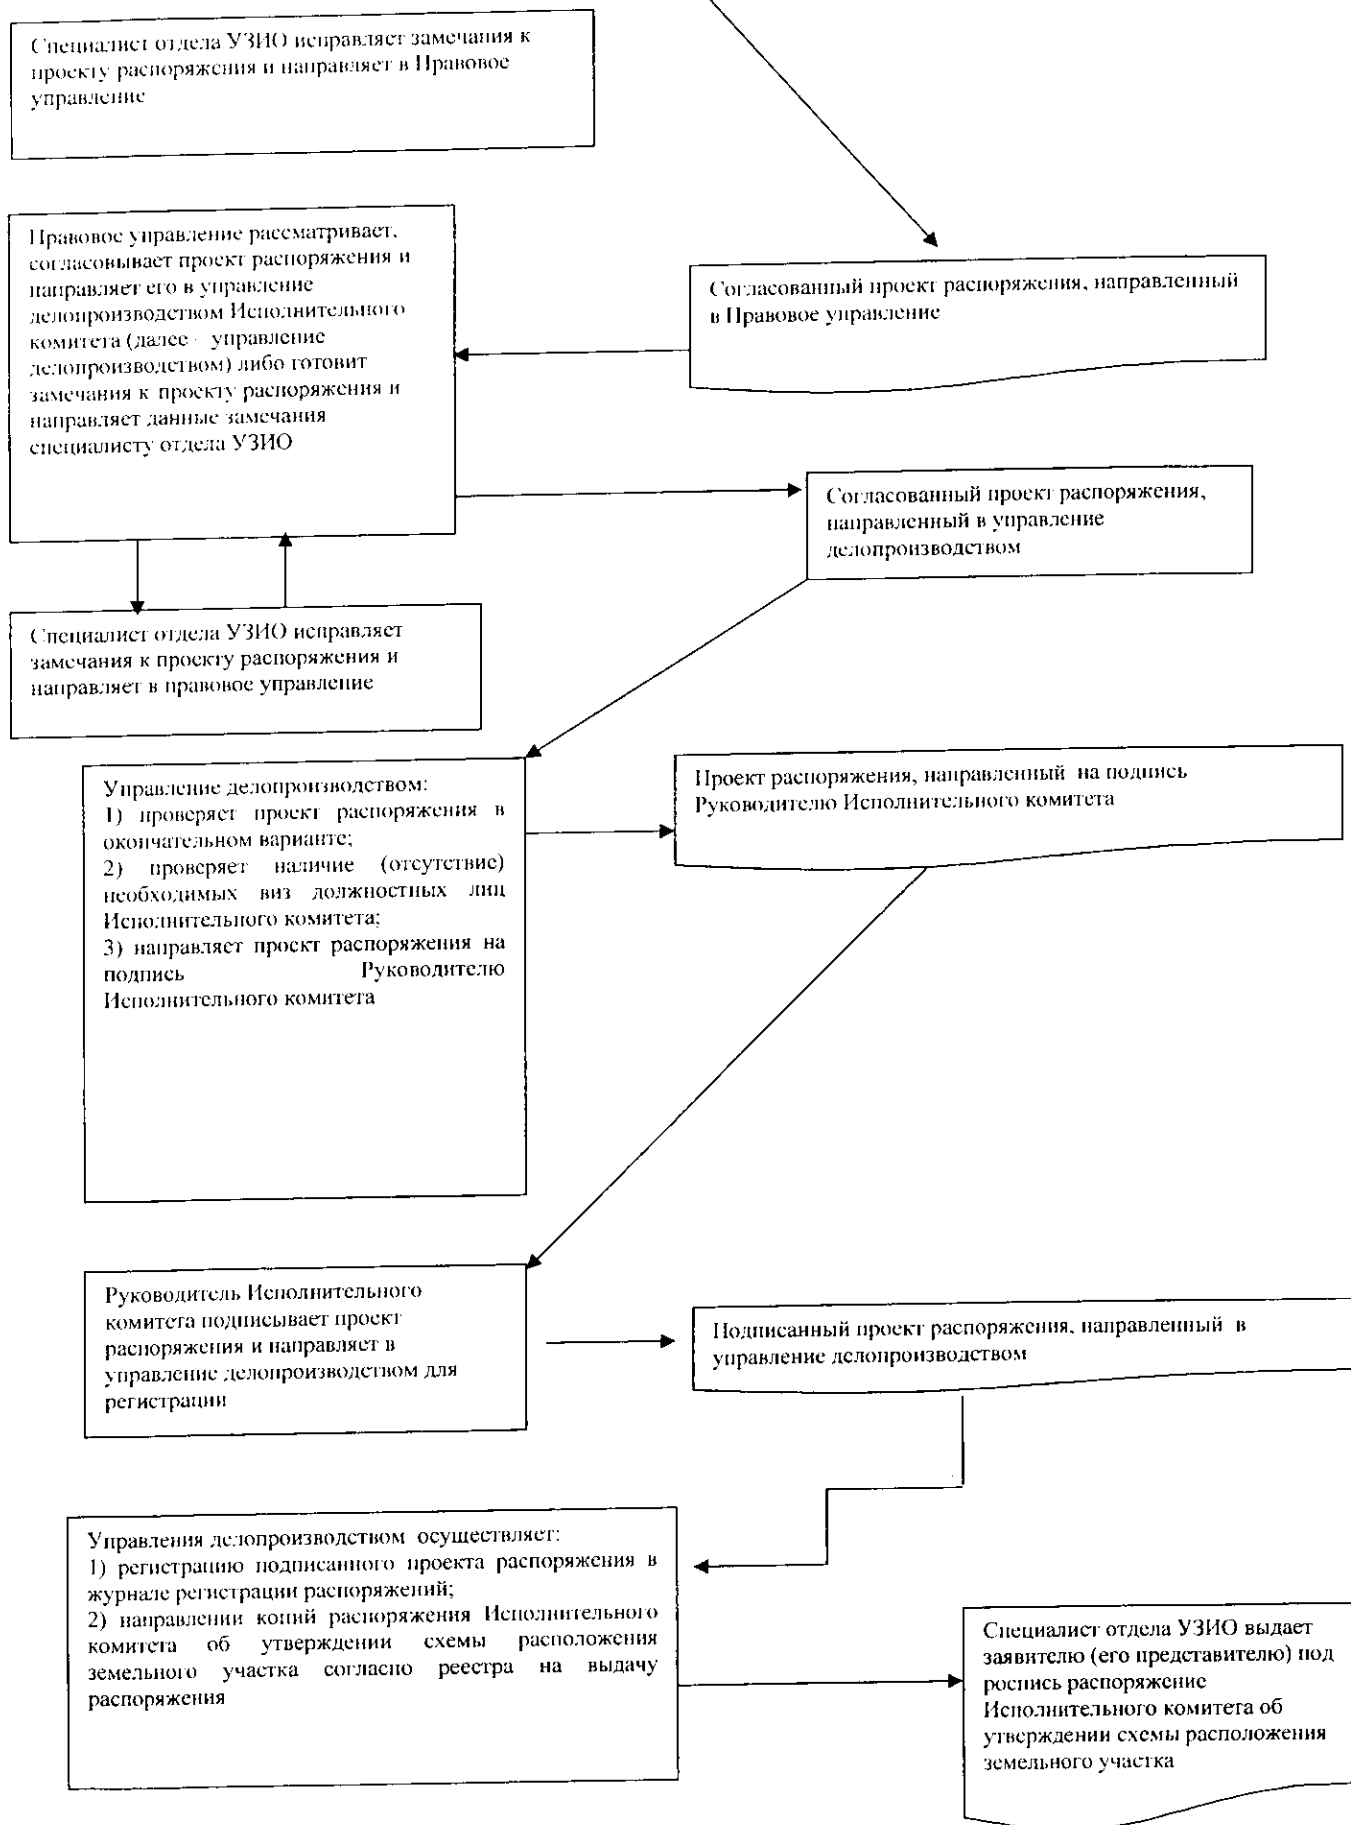 Специалист отдела УЗИО исправляет замечания к
проекту распоряжения и направляет в Правовое
управление
Правовое управление рассматривает,
согласовывает проект распоряжения и
направляет его в управление
делопроизводством Исполнительного
комитета (далее - управление
делопроизводством) либо готовит
замечания к проекту распоряжения и
направляет данные замечания
специалисту отдела УЗИО
Согласованный проект распоряжения, направленный
в Правовое управление
Согласованный проект распоряжения,
направленный в управление
делопроизводством
Специалист отдела УЗИО исправляет
замечания к проекту распоряжения и
направляет в правовое управление
Управление делопроизводством:
1) проверяет проект распоряжения в
окончательном варианте;
2) проверяет наличие (отсутствие)
необходимых виз должностных лиц
Исполнительного комитета;
3) направляет проект распоряжения на
подпись Руководителю
Исполнительного комитета
Проект распоряжения, направленный на подпись
Руководителю Исполнительного комитета
Руководитель Исполнительного
комитета подписывает проект
распоряжения и направляет в
управление делопроизводством для
регистрации
Подписанный проект распоряжения, направленный в
управление делопроизводством
Управления делопроизводством осуществляет:
1) регистрацию подписанного проекта распоряжения в
журнале регистрации распоряжений;
2) направлении копий распоряжения Исполнительного
комитета об утверждении схемы расположения
земельного участка согласно реестра на выдачу
распоряжения
Специалист отдела УЗИО выдает
заявителю (его представителю) под
роспись распоряжение
Исполнительного комитета об
утверждении схемы расположения
земельного участка